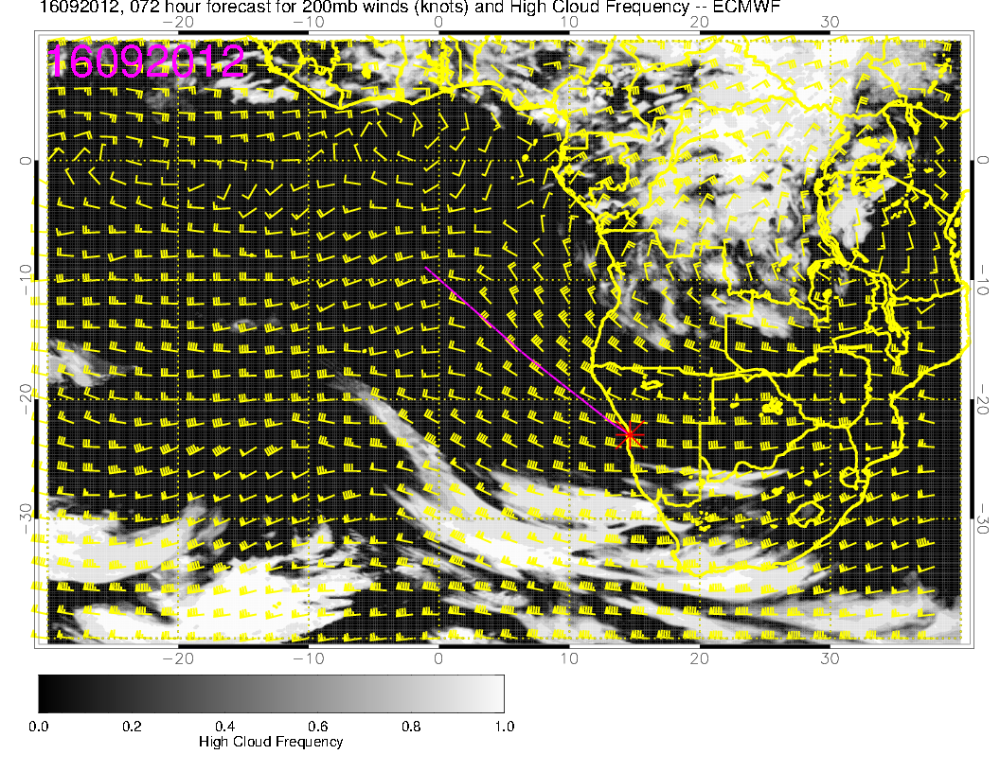 16092012, 072 hour forecast for 200mb winds (knots) and High Cloud Frequency -- ECMWF
−20 −10 0 10 20 30
16092012
0 0
−10 −10
−20 −20
−30 −30
−20 −10 0 10 20 30
0.0 0.2 0.4 0.6 0.8 1.0
High Cloud Frequency